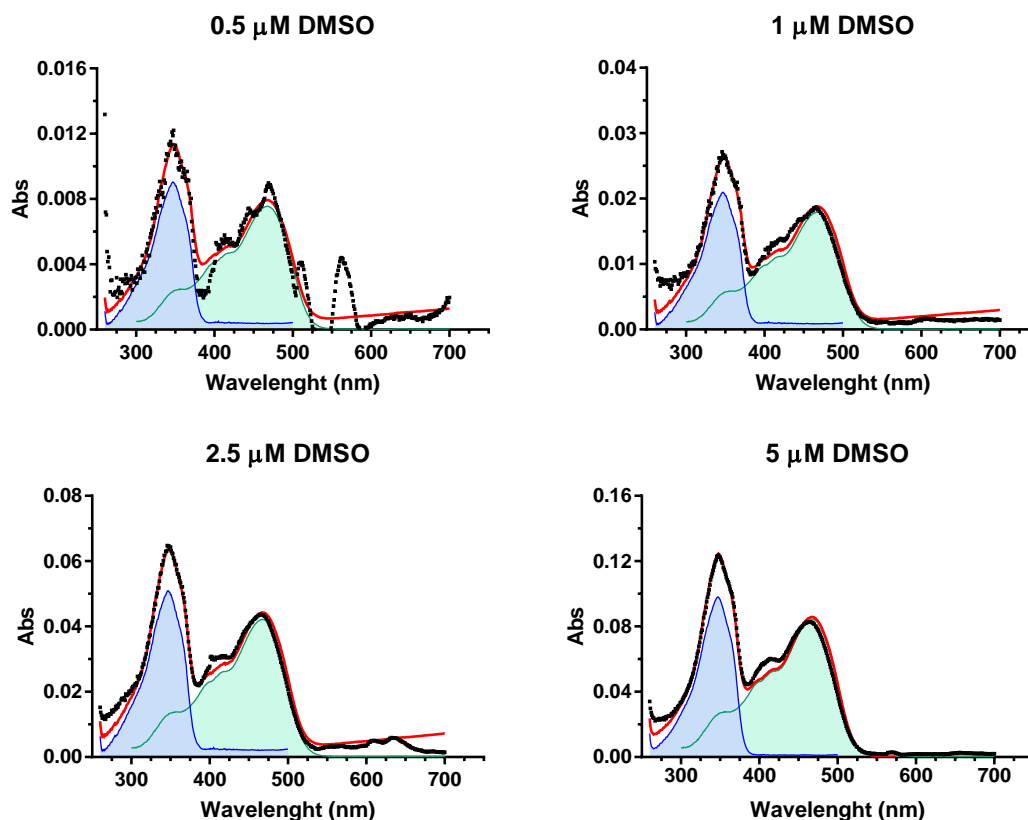 0.5 μM DMSO
1 μM DMSO
0.016
0.012
0.008
0.004
0.000
Abs
300 400 500 600 700
Wavelenght (nm)
0.04
0.03
0.02
0.01
0.00
Abs
300 400 500 600 700
Wavelenght (nm)
2.5 μM DMSO
5 μM DMSO
0.08
0.06
0.04
0.02
0.00
Abs
300 400 500 600 700
Wavelenght (nm)
0.16
0.12
0.08
0.04
0.00
Abs
300 400 500 600 700
Wavelenght (nm)